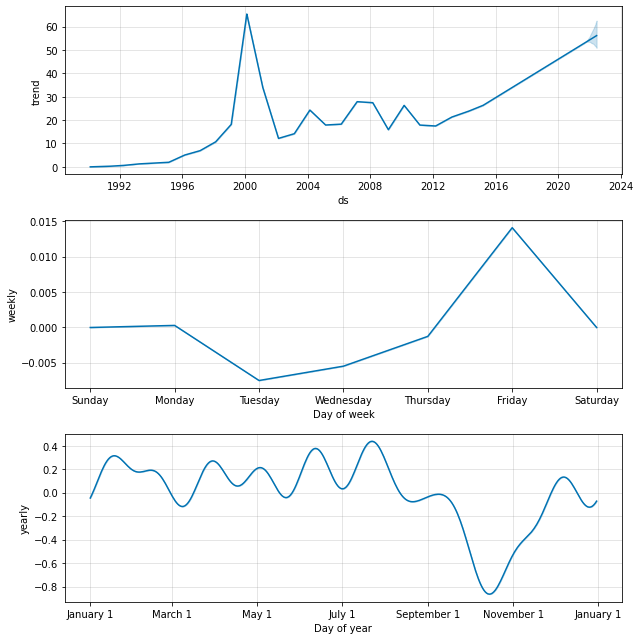 60
50
40
30
20
10
0
trend
1992 1996 2000 2004 2008 2012 2016 2020 2024
ds
0.015
0.010
0.005
0.000
−0.005
weekly
Sunday Monday Tuesday Wednesday Thursday Friday Saturday
Day of week
0.4
0.2
0.0
−0.2
−0.4
−0.6
−0.8
yearly
January 1 March 1 May 1 July 1 September 1 November 1 January 1
Day of year